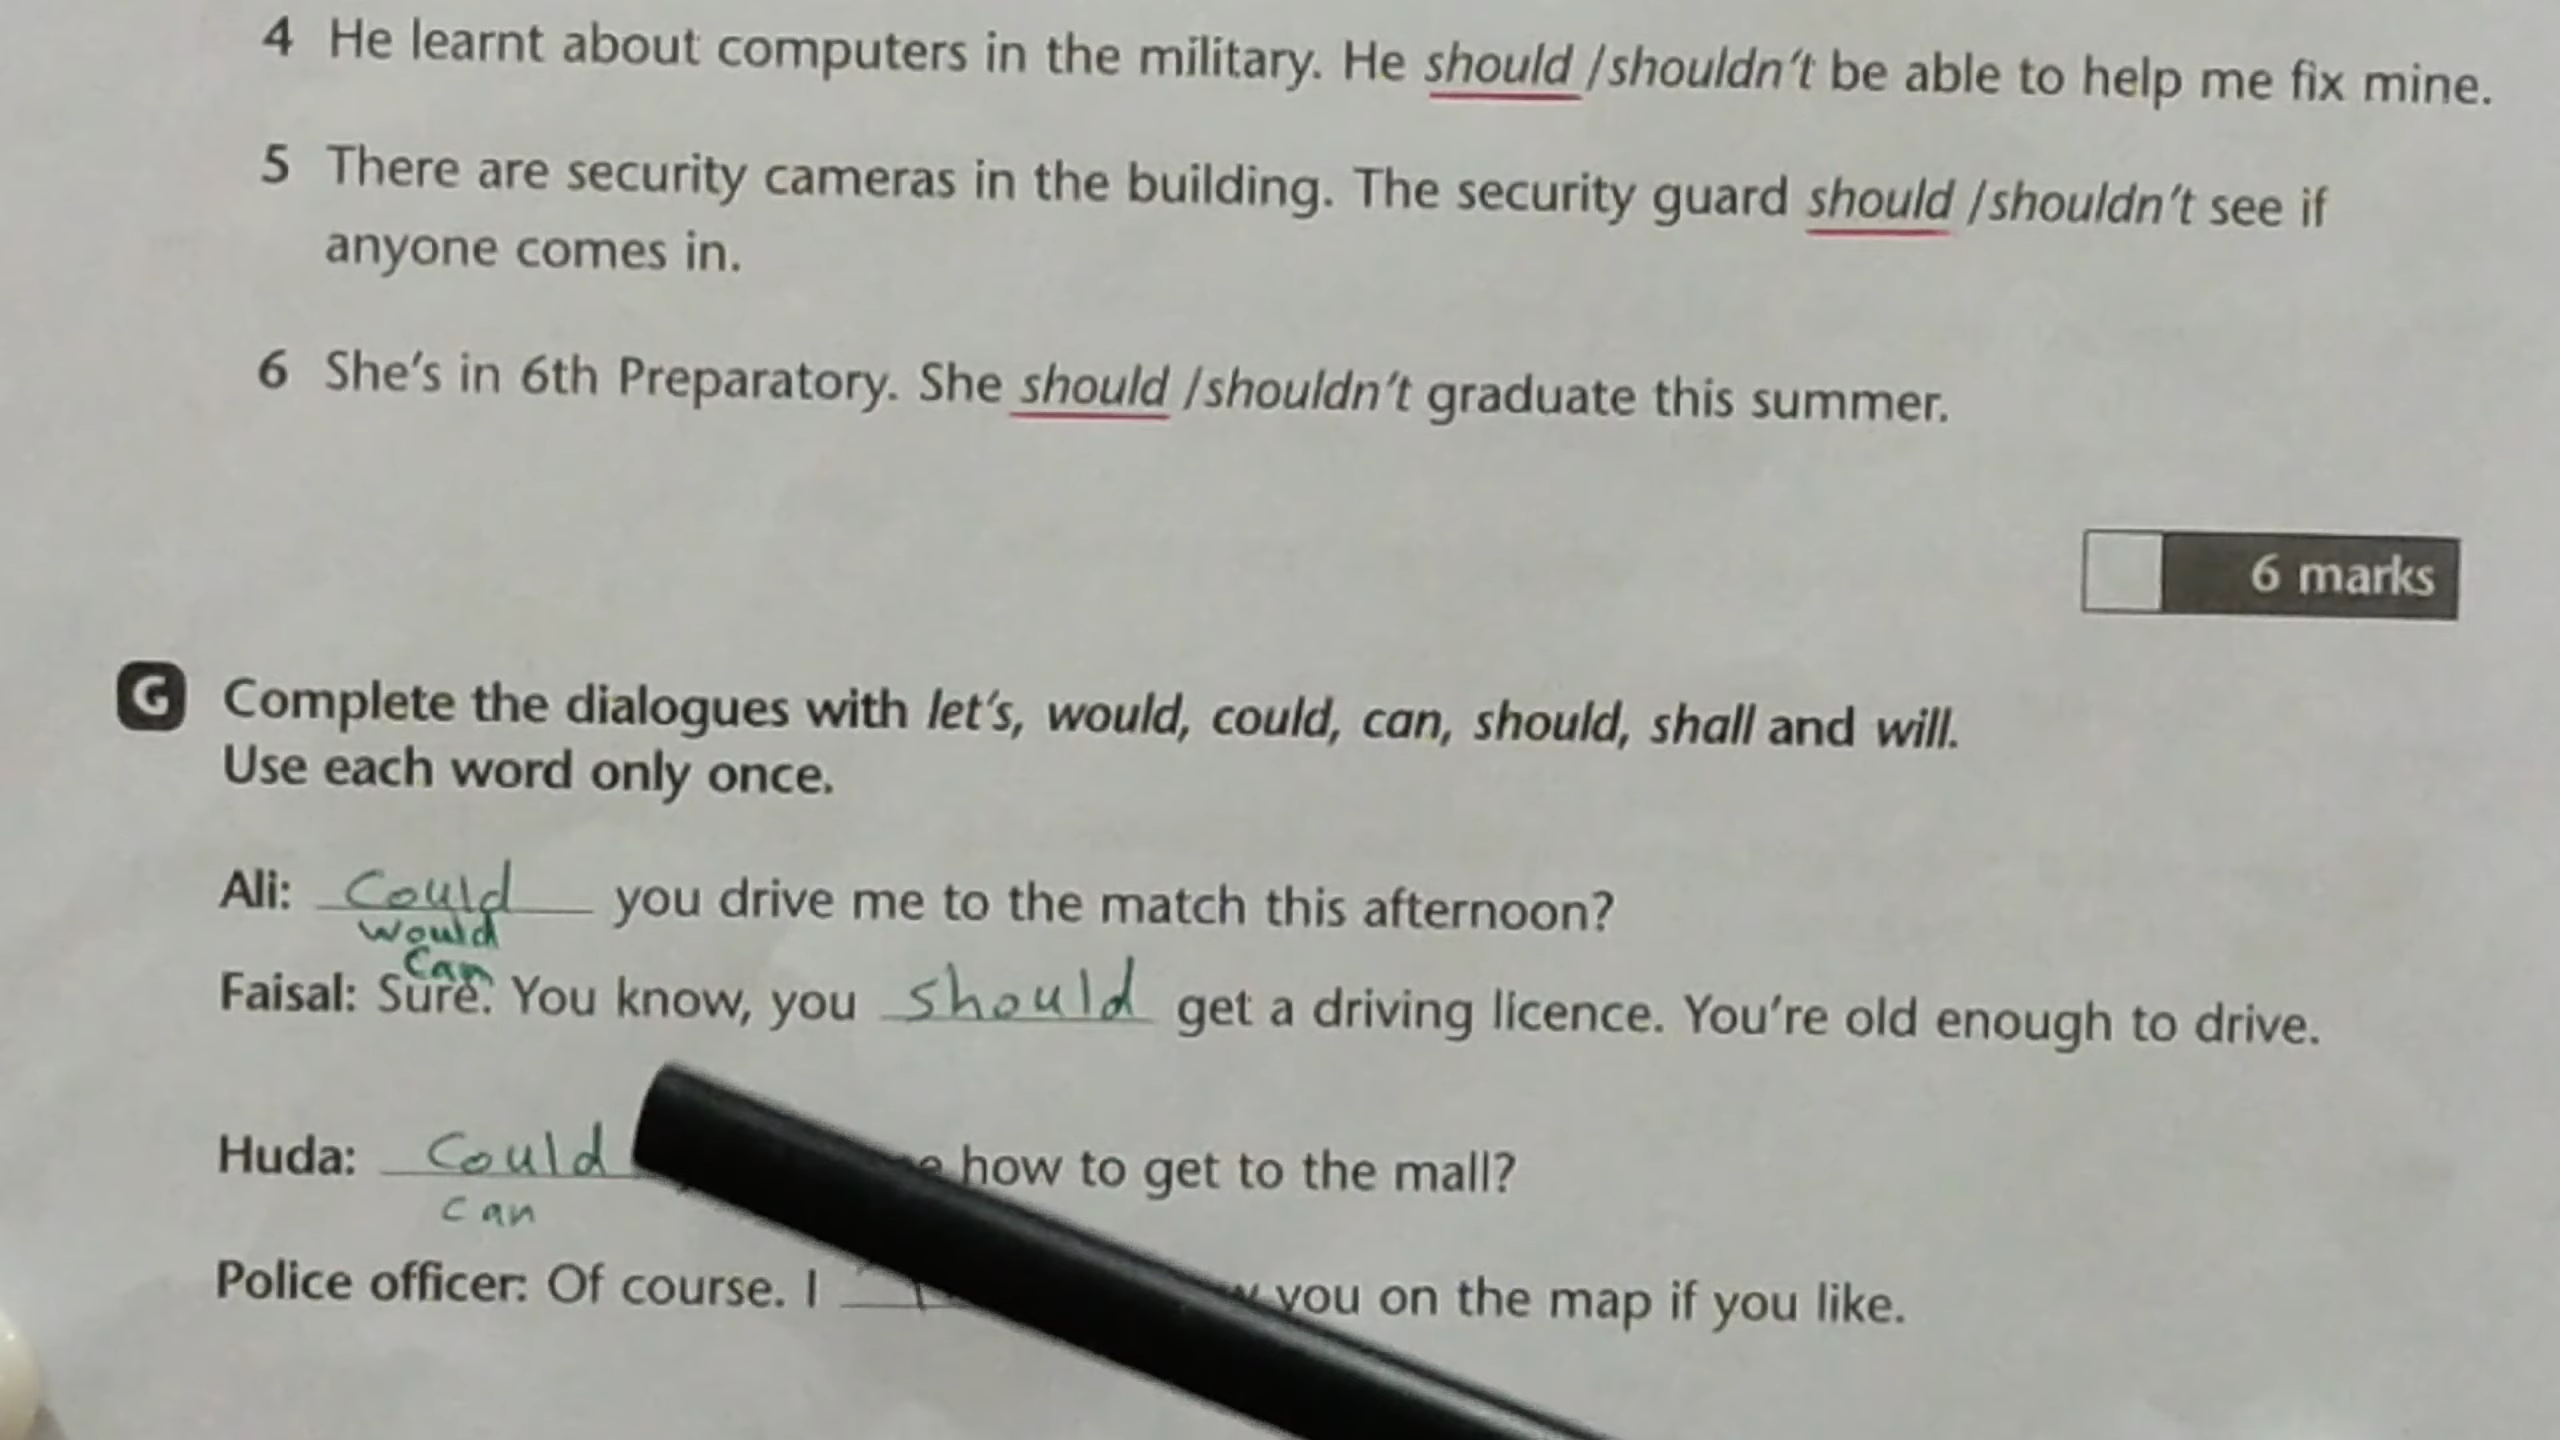 4 He learnt about computers in the military. He should / shouldn't be able to help me fix mine.
5 There are security cameras in the building. The security guard should / shouldn't see if
anyone comes in.
6 She's in 6th Preparatory. She should / shouldn't graduate this summer.
6 marks
G Complete the dialogues with let's, would, could, can, should, shall and will.
Use each word only once.
Ali: Could you drive me to the match this afternoon?
would
Can
Faisal: Sure. You know, you should get a driving licence. You're old enough to drive.
Huda: Could how to get to the mall?
can
Police officer: Of course. I you on the map if you like.